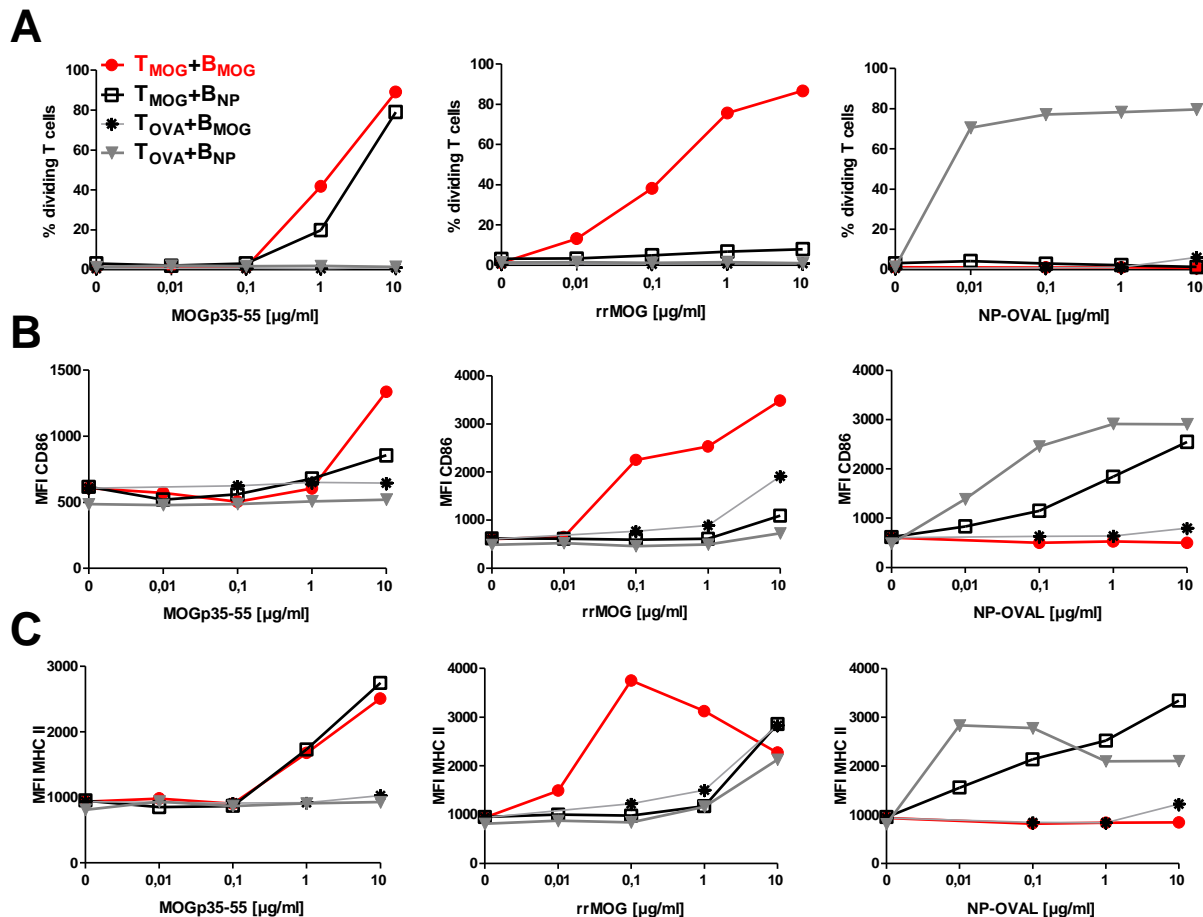 A
T_MOG+B_MOG
T_MOG+B_NP
T_OVA+B_MOG
T_OVA+B_NP
% dividing T cells
100
80
60
40
20
0
0 0,01 0,1 1 10
MOGp35-55 [µg/ml]
% dividing T cells
100
80
60
40
20
0
0 0,01 0,1 1 10
rrMOG [µg/ml]
% dividing T cells
100
80
60
40
20
0
0 0,01 0,1 1 10
NP-OVAL [µg/ml]
B
MFI CD86
1500
1000
500
0
0 0,01 0,1 1 10
MOGp35-55 [µg/ml]
MFI CD86
4000
3000
2000
1000
0
0 0,01 0,1 1 10
rrMOG [µg/ml]
MFI CD86
4000
3000
2000
1000
0
0 0,01 0,1 1 10
NP-OVAL [µg/ml]
C
MFI MHC II
3000
2000
1000
0
0 0,01 0,1 1 10
MOGp35-55 [µg/ml]
MFI MHC II
4000
3000
2000
1000
0
0 0,01 0,1 1 10
rrMOG [µg/ml]
MFI MHC II
4000
3000
2000
1000
0
0 0,01 0,1 1 10
NP-OVAL [µg/ml]